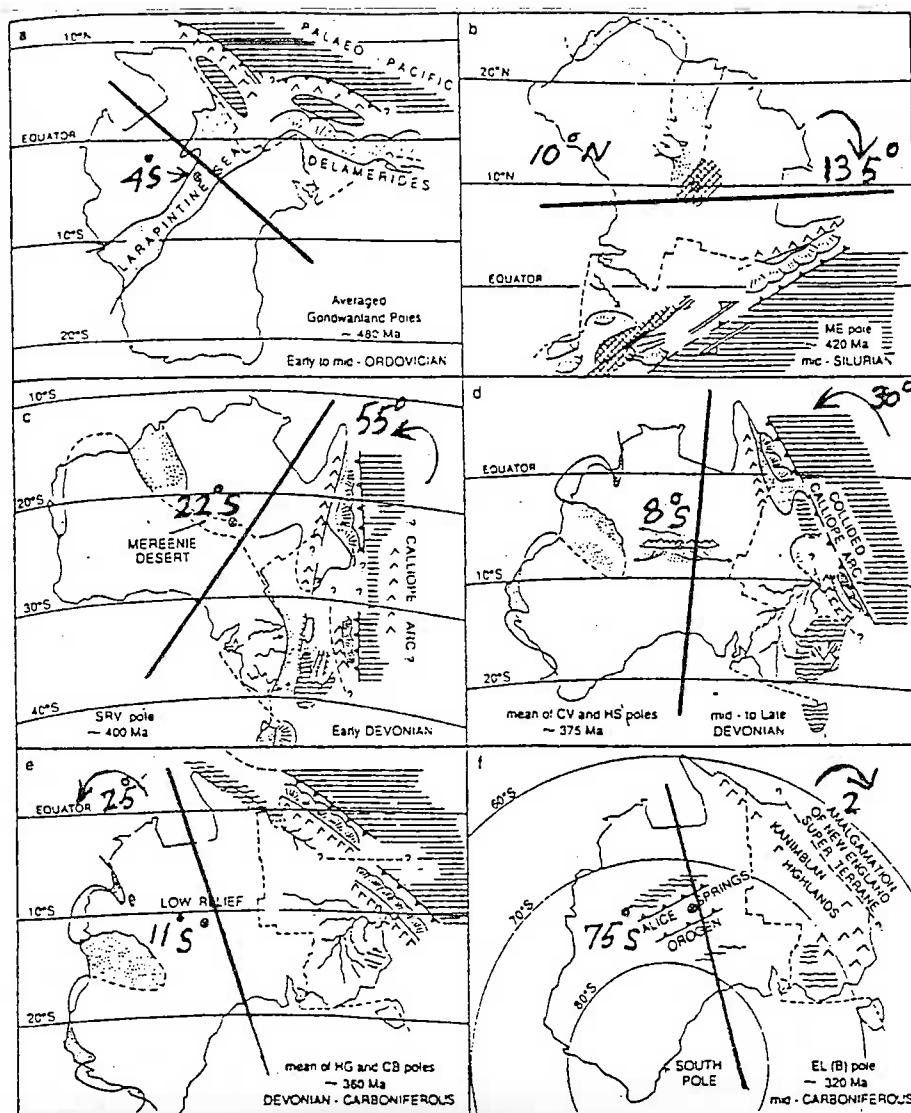 a
10°N
PALAEO
PACIFIC
EQUATOR
4°S
LARAPINTINE SEA
DELAMERIDES
10°S
20°S
Averaged
Gondwanland Poles
~ 480 Ma
Early to mid - ORDOVICIAN
b
20°N
10°N
13 5°
10°N
EQUATOR
ME pole
420 Ma
mid - SILURIAN
10°S
c
55°
20°S
22°S
MEREENIE
DESERT
? CALLIOPE ARC ?
30°S
40°S
SRV pole
~ 400 Ma
Early DEVONIAN
d
30°
EQUATOR
8°S
COLLIDED
CALLIOPE ARC
10°S
20°S
mean of CV and HS poles
~ 375 Ma
mid - to Late
DEVONIAN
e
25°
EQUATOR
LOW RELIEF
10°S
11°S
20°S
mean of HG and CB poles
~ 360 Ma
DEVONIAN - CARBONIFEROUS
f
60°S
2
AMALGAMATION
OF NEW ENGLAND
SUPER TERRANE
KANIMBLAN
HIGHLANDS
70°S
ALICE SPRINGS
OROGEN
75°S
80°S
SOUTH
POLE
EL (B) pole
~ 320 Ma
mid - CARBONIFEROUS